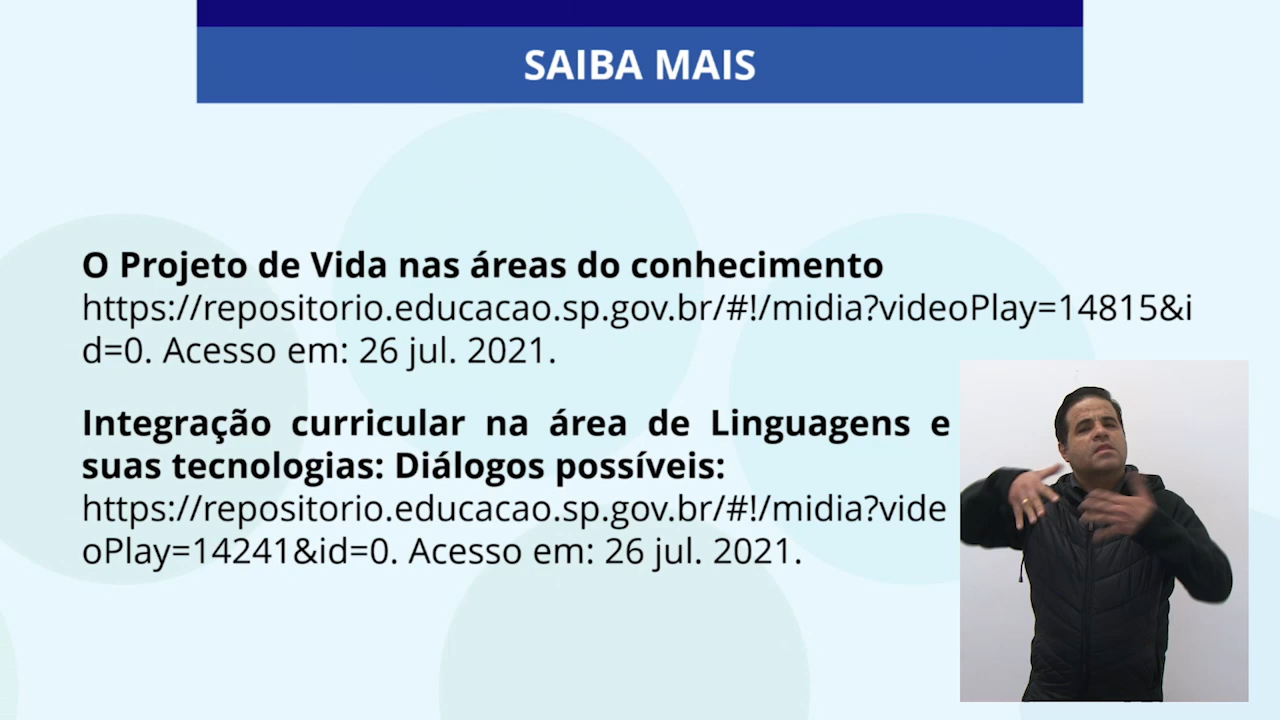 SAIBA MAIS
O Projeto de Vida nas áreas do conhecimento
https://repositorio.educacao.sp.gov.br/#!/midia?videoPlay=14815&i
d=0. Acesso em: 26 jul. 2021.
Integração curricular na área de Linguagens e
suas tecnologias: Diálogos possíveis:
https://repositorio.educacao.sp.gov.br/#!/midia?vide
oPlay=14241&id=0. Acesso em: 26 jul. 2021.